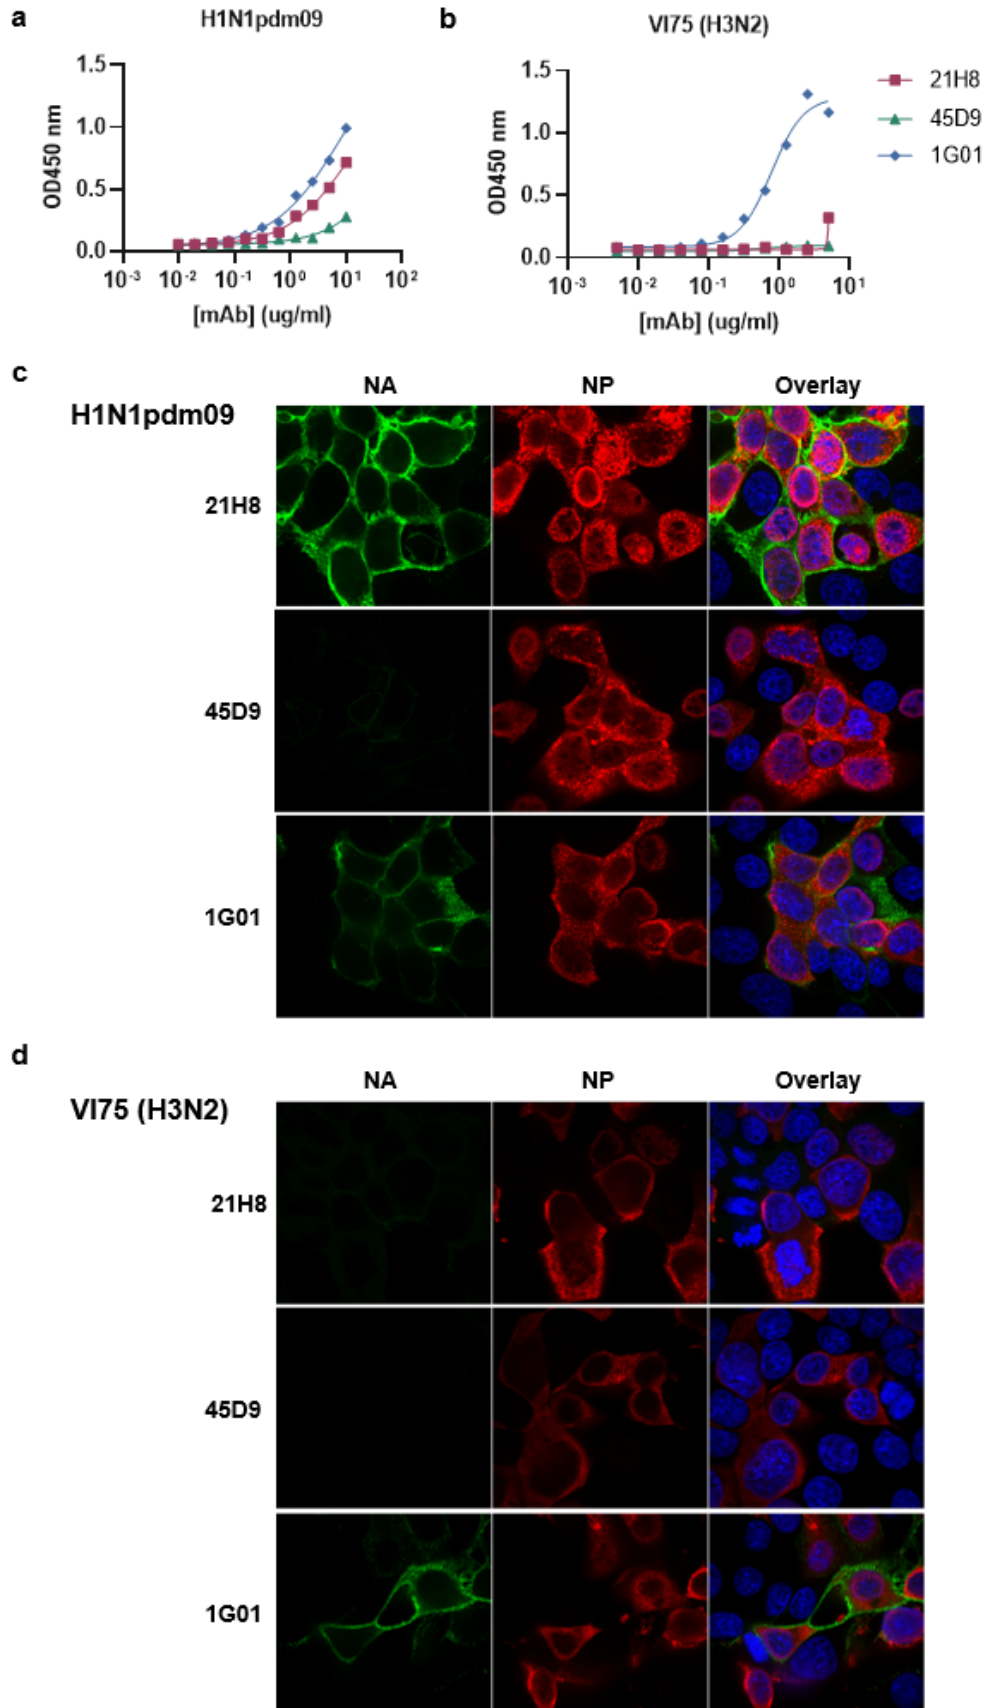 a
H1N1pdm09
1.5
1.0
0.5
0.0
OD450 nm
10-3 10-2 10-1 100 101 102
[mAb] (ug/ml)
b
VI75 (H3N2)
1.5
1.0
0.5
0.0
OD450 nm
10-3 10-2 10-1 100 101
[mAb] (ug/ml)
21H8
45D9
1G01
c
NA NP Overlay
H1N1pdm09
21H8
45D9
1G01
d
NA NP Overlay
VI75 (H3N2)
21H8
45D9
1G01